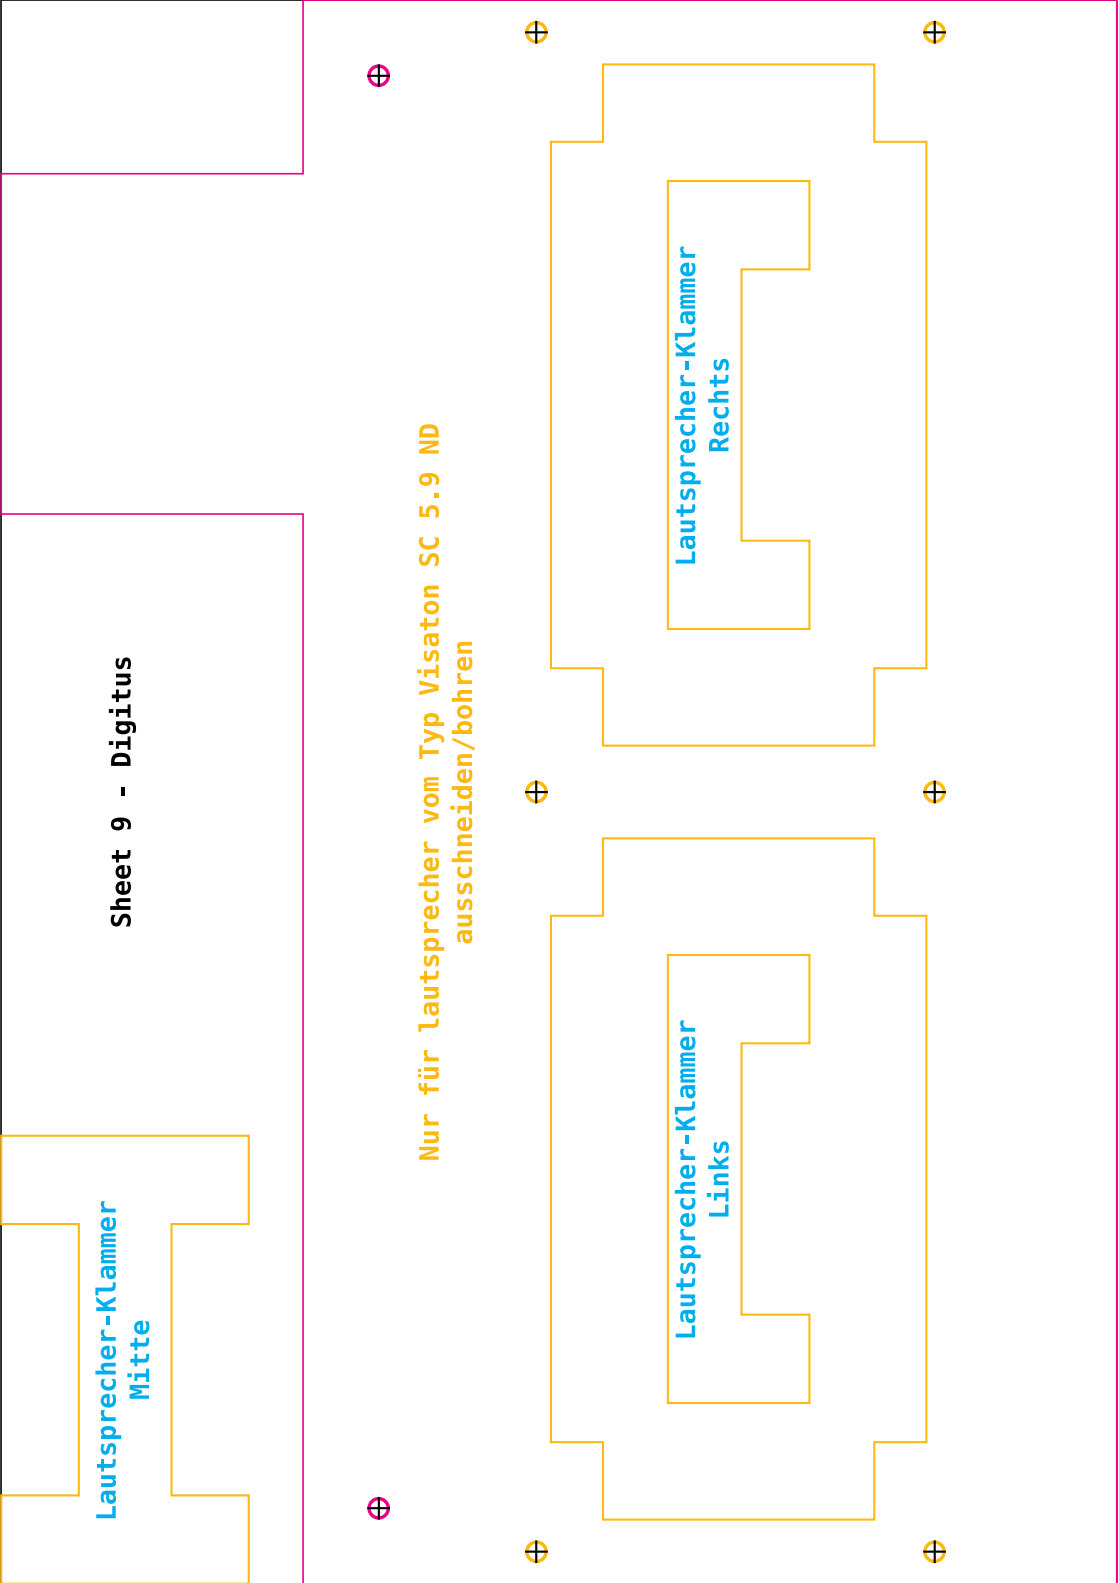 Sheet 9 - Digitus
Lautsprecher-Klammer
Mitte
Nur für lautsprecher vom Typ Visaton SC 5.9 ND
ausschneiden/bohren
Lautsprecher-Klammer
Rechts
Lautsprecher-Klammer
Links